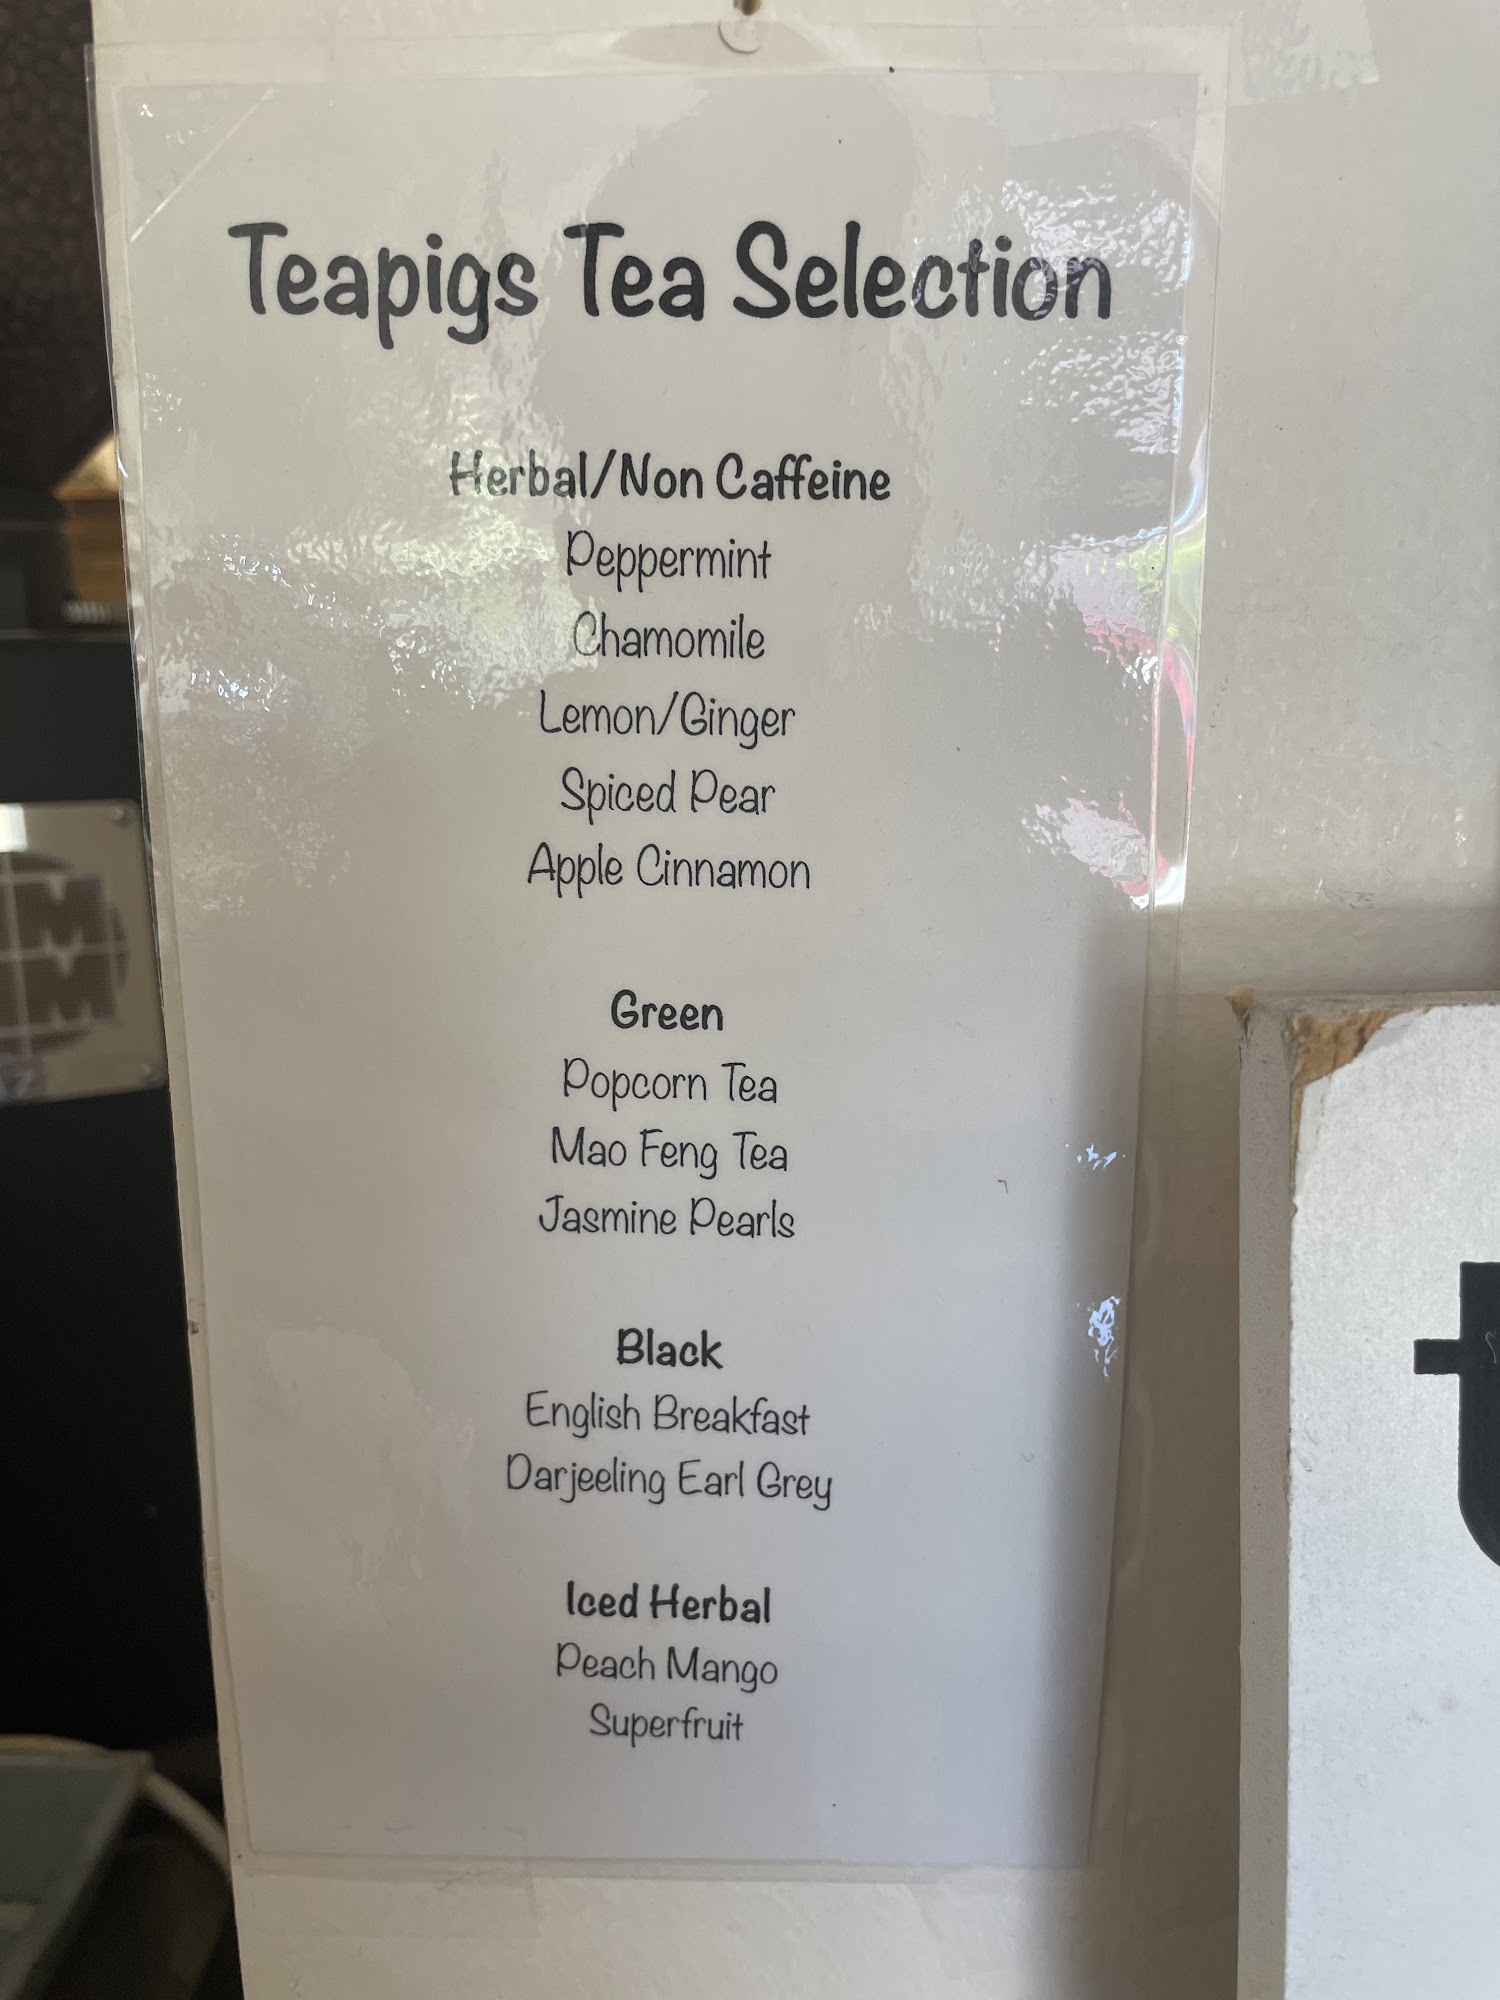 Teapigs Tea Selection
Herbal/Non Caffeine
Peppermint
Chamomile
Lemon/Ginger
Spiced Pear
Apple Cinnamon
Green
Popcorn Tea
Mao Feng Tea
Jasmine Pearls
Black
English Breakfast
Darjeeling Earl Grey
Iced Herbal
Peach Mango
Superfruit